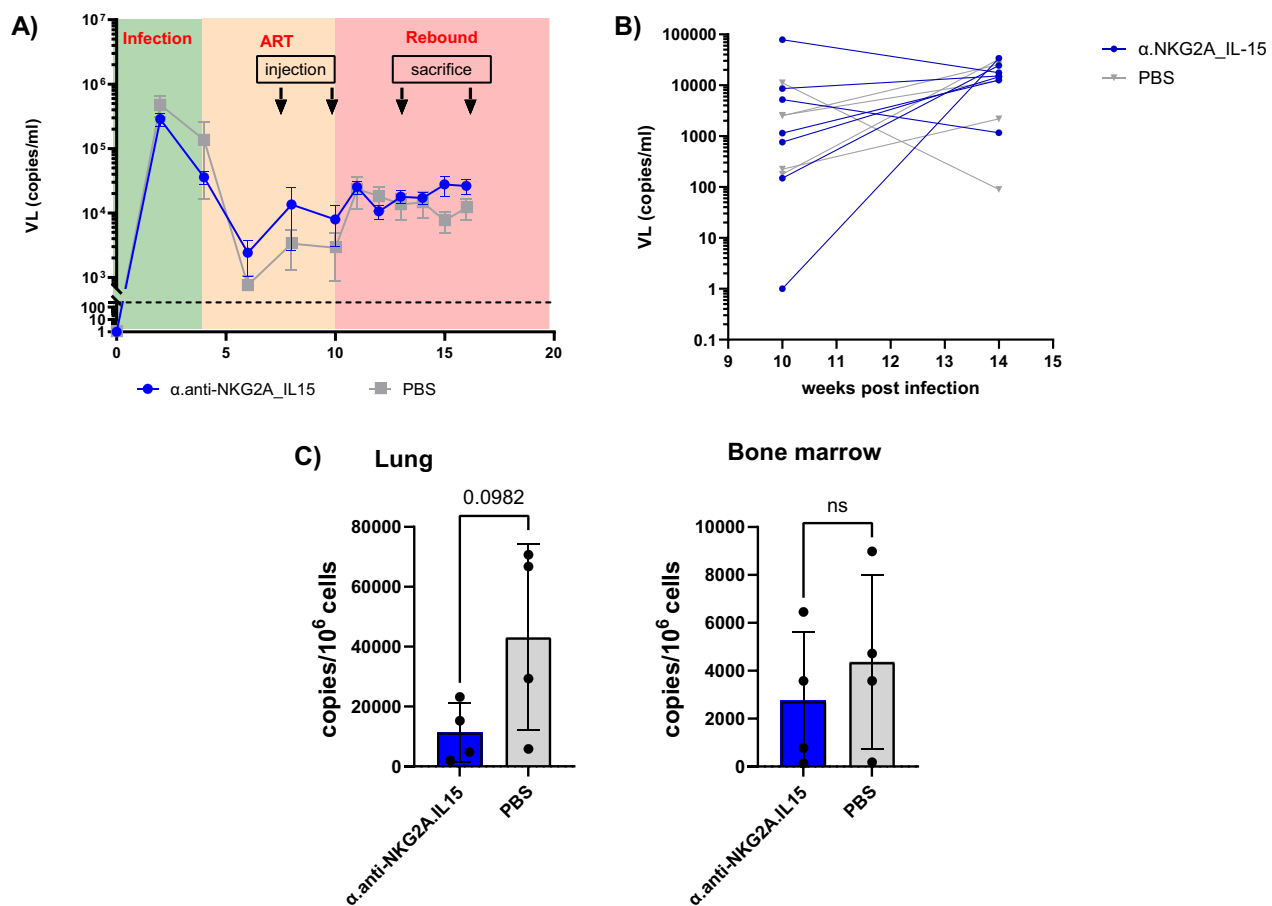 A)
Infection
ART
Rebound
injection
sacrifice
VL (copies/ml)
10⁷
10⁶
10⁵
10⁴
10³
100
10
1
0
5
10
15
20
α.anti-NKG2A_IL15
PBS
B)
VL (copies/ml)
100000
10000
1000
100
10
1
0.1
9
10
11
12
13
14
15
weeks post infection
α.NKG2A_IL-15
PBS
C)
Lung
0.0982
copies/10⁶ cells
80000
60000
40000
20000
0
α.anti-NKG2A.IL15
PBS
Bone marrow
ns
copies/10⁶ cells
10000
8000
6000
4000
2000
0
α.anti-NKG2A.IL15
PBS